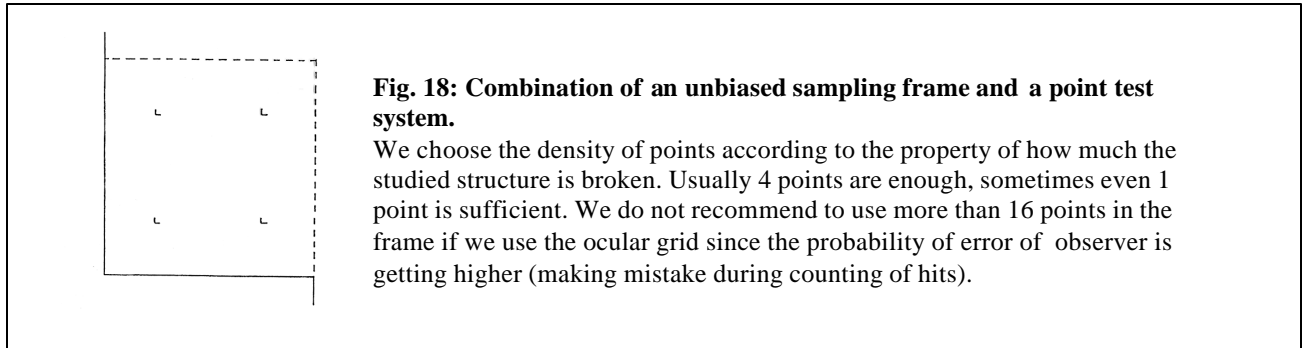 Fig. 18: Combination of an unbiased sampling frame and a point test
system.
We choose the density of points according to the property of how much the
studied structure is broken. Usually 4 points are enough, sometimes even 1
point is sufficient. We do not recommend to use more than 16 points in the
frame if we use the ocular grid since the probability of error of observer is
getting higher (making mistake during counting of hits).